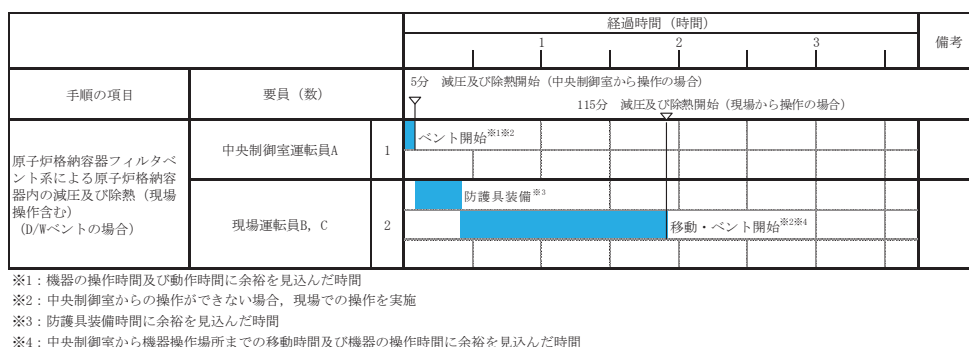 経過時間（時間）
備考
1 2 3
手順の項目
要員（数）
5分 減圧及び除熱開始（中央制御室から操作の場合）
115分 減圧及び除熱開始（現場から操作の場合）
原子炉格納容器フィルタベ
ント系による原子炉格納容
器内の減圧及び除熱（現場
操作含む）
（D/Wベントの場合）
中央制御室運転員A
1
ベント開始※1※2
現場運転員B，C
2
防護具装備※3
移動・ベント開始※2※4
※1：機器の操作時間及び動作時間に余裕を見込んだ時間
※2：中央制御室からの操作ができない場合，現場での操作を実施
※3：防護具装備時間に余裕を見込んだ時間
※4：中央制御室から機器操作場所までの移動時間及び機器の操作時間に余裕を見込んだ時間